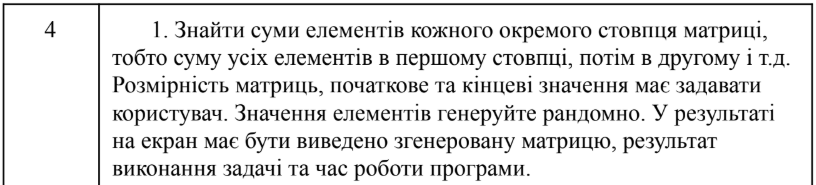 4
1. Знайти суми елементів кожного окремого стовпця матриці,
тобто суму усіх елементів в першому стовпці, потім в другому і т.д.
Розмірність матриць, початкове та кінцеві значення має задавати
користувач. Значення елементів генеруйте рандомно. У результаті
на екран має бути виведено згенеровану матрицю, результат
виконання задачі та час роботи програми.